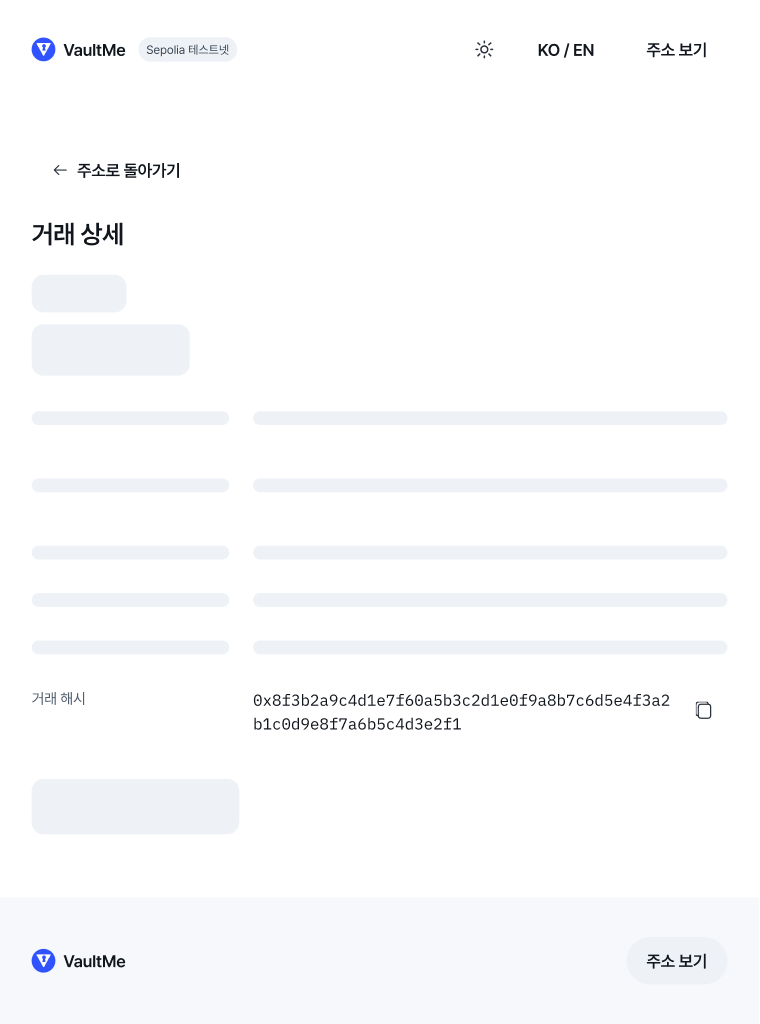 VaultMe
Sepolia 테스트넷
KO / EN
주소 보기
주소로 돌아가기
거래 상세
거래 해시
0x8f3b2a9c4d1e7f60a5b3c2d1e0f9a8b7c6d5e4f3a2
b1c0d9e8f7a6b5c4d3e2f1
VaultMe
주소 보기